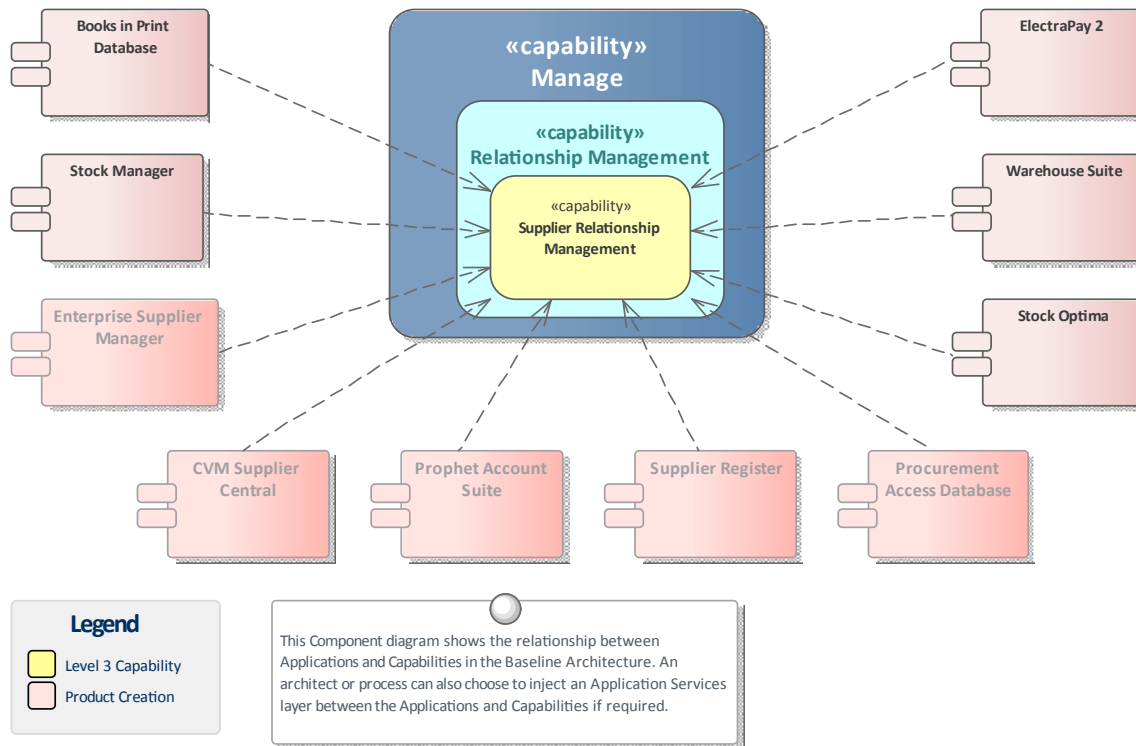 Books in Print
Database
«capability»
Manage
ElectraPay 2
«capability»
Relationship Management
Stock Manager
Warehouse Suite
«capability»
Supplier Relationship
Management
Enterprise Supplier
Manager
Stock Optima
CVM Supplier
Central
Prophet Account
Suite
Supplier Register
Procurement
Access Database
Legend
Level 3 Capability
Product Creation
This Component diagram shows the relationship between
Applications and Capabilities in the Baseline Architecture. An
architect or process can also choose to inject an Application Services
layer between the Applications and Capabilities if required.